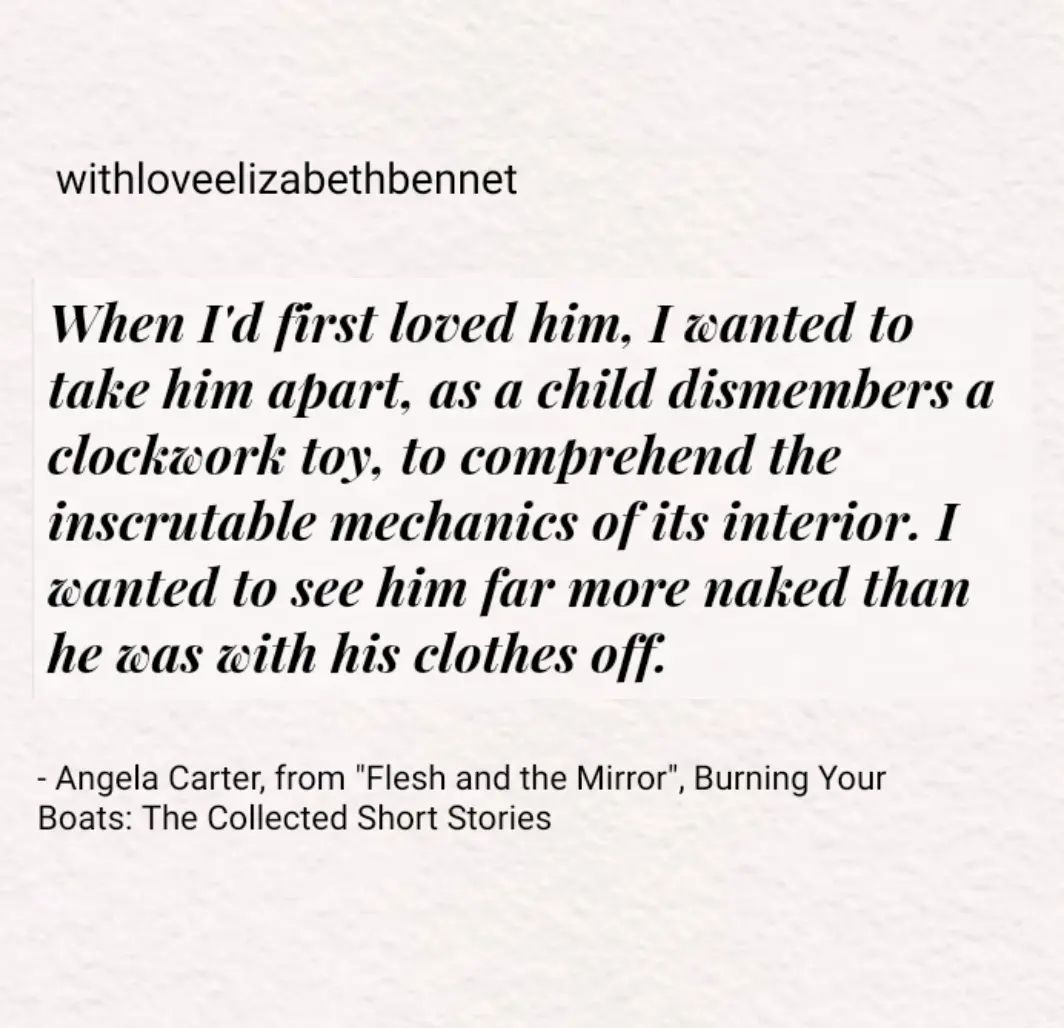 withloveelizabethbennet
When I'd first loved him, I wanted to
take him apart, as a child dismembers a
clockwork toy, to comprehend the
inscrutable mechanics of its interior. I
wanted to see him far more naked than
he was with his clothes off.
- Angela Carter, from "Flesh and the Mirror", Burning Your
Boats: The Collected Short Stories